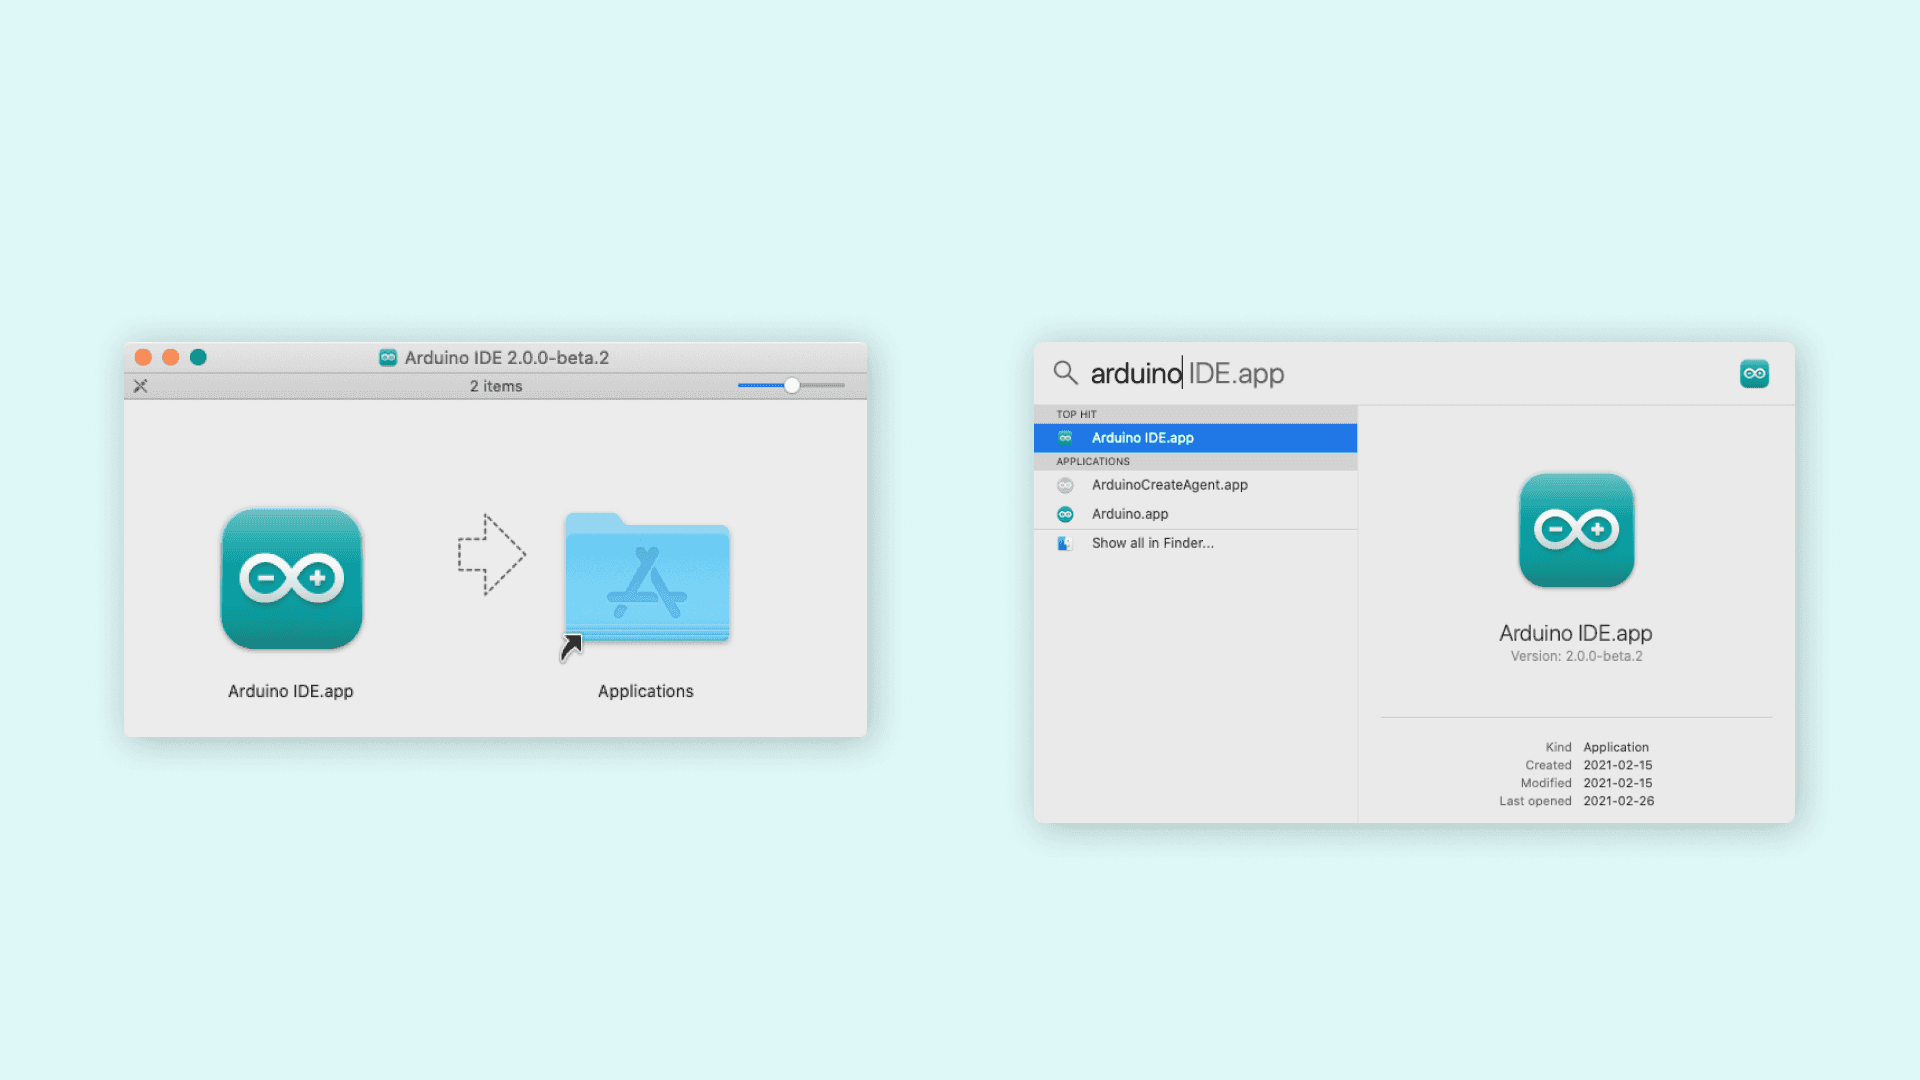 Arduino IDE 2.0.0-beta.2
2 items
Arduino IDE.app
Applications
arduino IDE.app
TOP HIT
Arduino IDE.app
APPLICATIONS
ArduinoCreateAgent.app
Arduino.app
Show all in Finder...
Arduino IDE.app
Version: 2.0.0-beta.2
Kind Application
Created 2021-02-15
Modified 2021-02-15
Last opened 2021-02-26